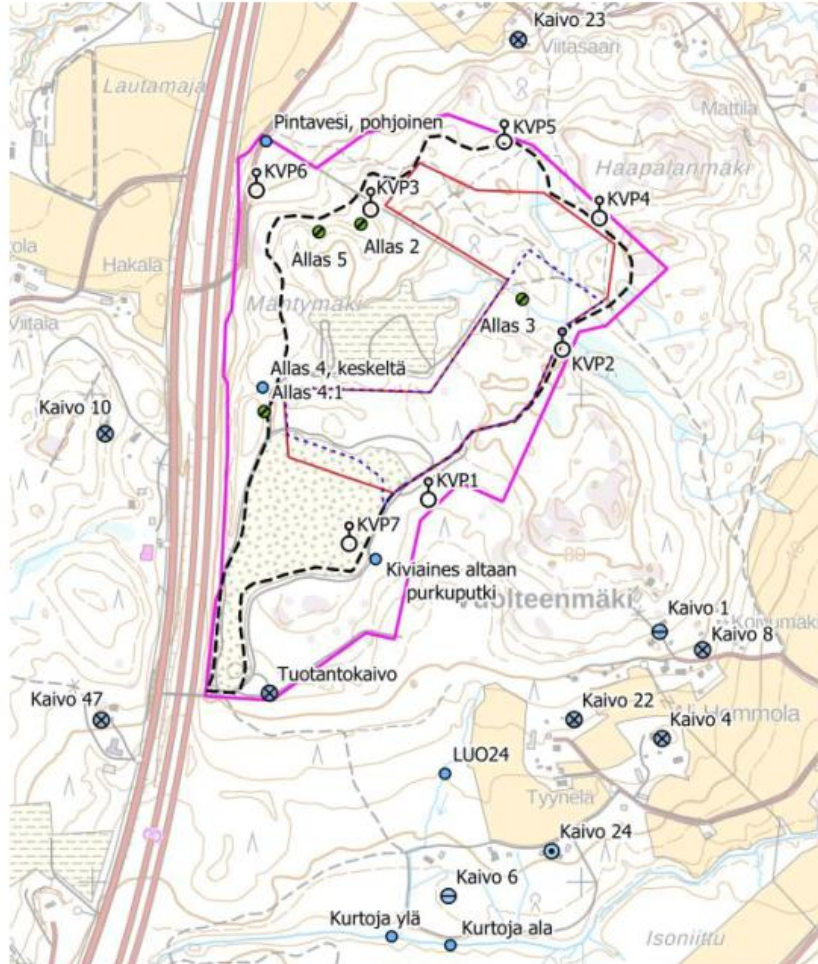 Kaivo 23
Viitasaari
Lautamaja
Mattila
Pintavesi, pohjoinen
KVP5
Haapalanmäki
KVP6
KVP3
KVP4
Allas 5
Allas 2
Hakala
Mäntymäki
Allas 3
Viitala
KVP2
Allas 4, keskeltä
Allas 4:1
Kaivo 10
KVP1
KVP7
80
Kiviaines altaan
purkuputki
Kaivo 1
Koivumäki
Kaivo 8
Tuotantokaivo
Kaivo 47
Kaivo 22
Kaivo 4
LUO24
Tyynelä
Kaivo 24
Kaivo 6
Kurtoja ylä
Kurtoja ala
Isoniittu